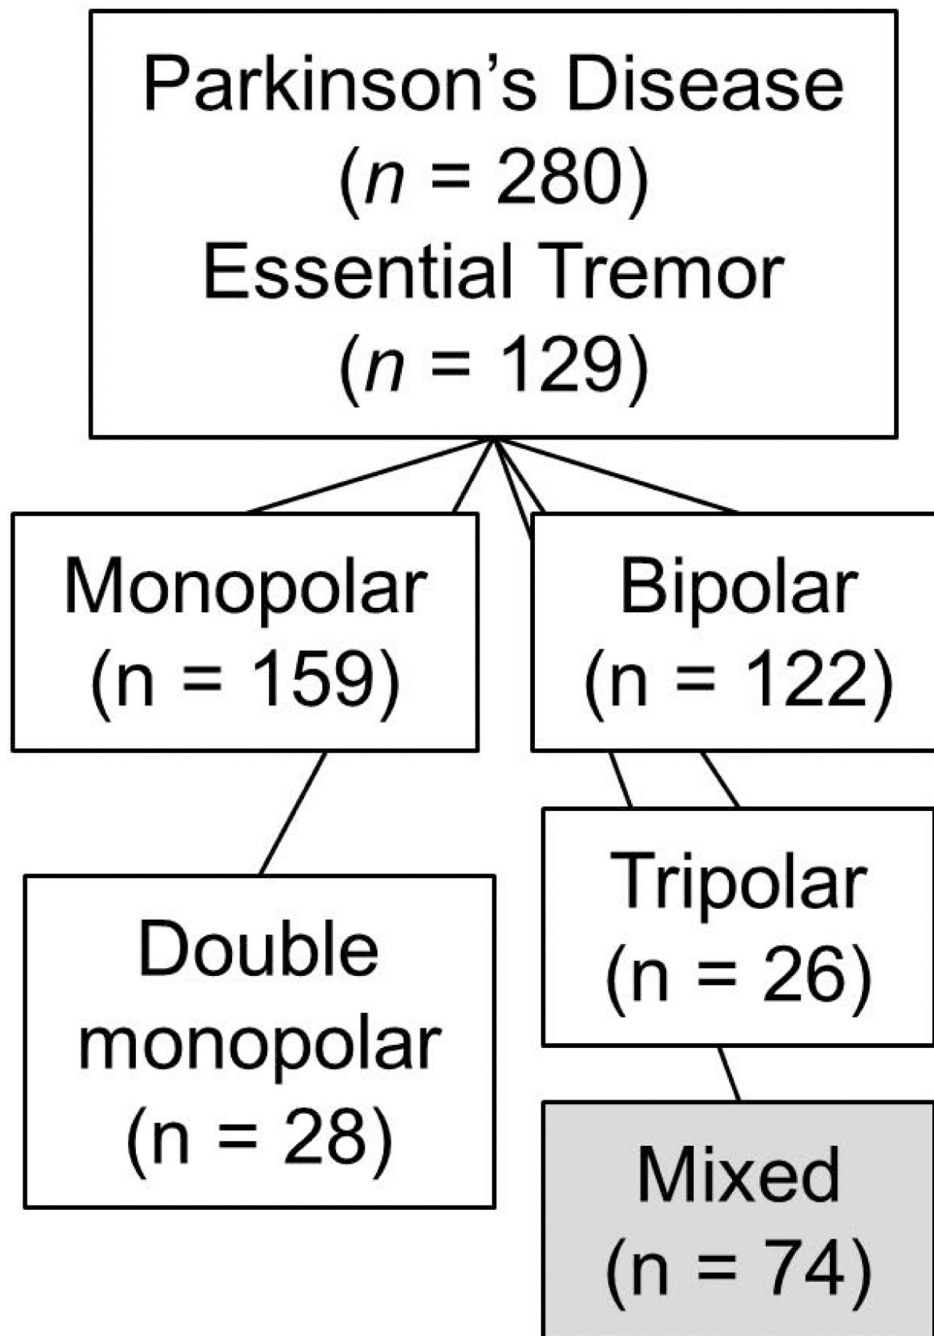 Parkinson’s Disease
(n = 280)
Essential Tremor
(n = 129)
Monopolar
(n = 159)
Bipolar
(n = 122)
Double
monopolar
(n = 28)
Tripolar
(n = 26)
Mixed
(n = 74)